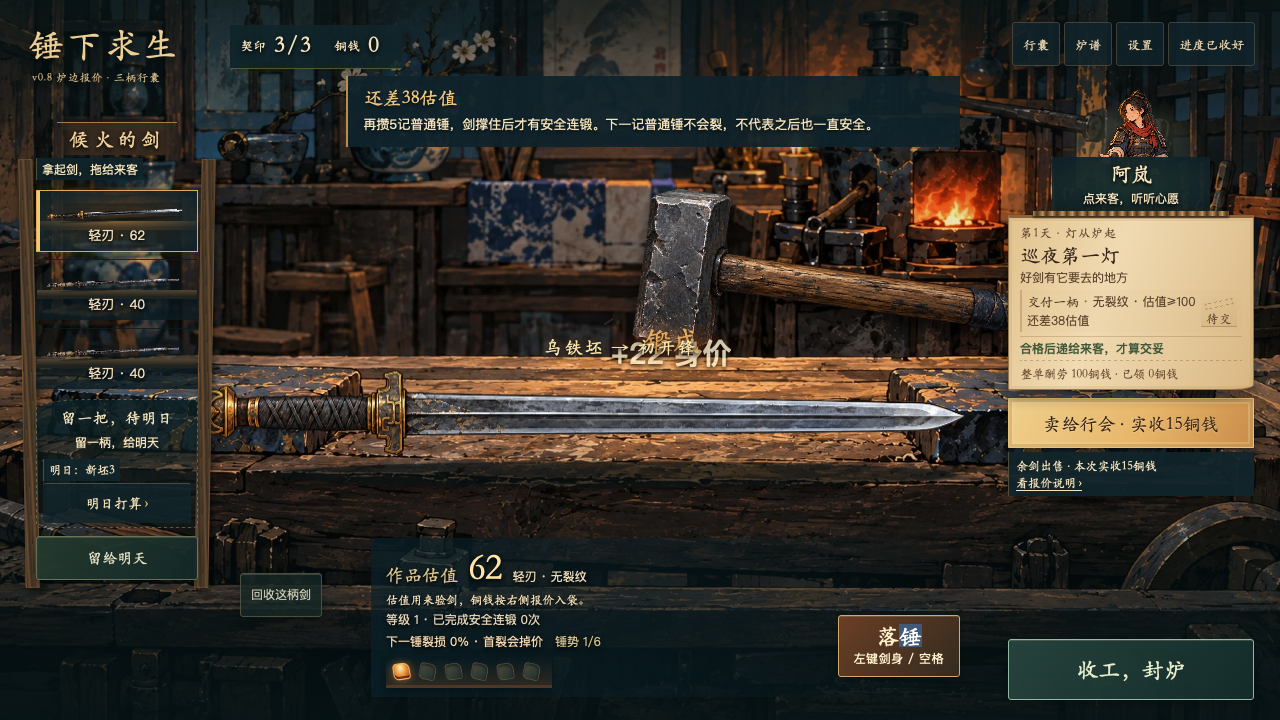 锤下求生
v0.8 炉边报价 · 三柄行囊
契印 3/3 铜钱 0
行囊
炉谱
设置
进度已收好
还差38估值
再攒5记普通锤，剑撑住后才有安全连锻。下一记普通锤不会裂，不代表之后也一直安全。
候火的剑
拿起剑，拖给来客
轻刃 · 62
轻刃 · 40
轻刃 · 40
留一把，待明日
留一柄，给明天
明日：新坯3
明日打算›
留给明天
回收这柄剑
乌铁坯 → 初开锋
+22 身价
阿岚
点来客，听听心愿
第1天 · 灯从炉起
巡夜第一灯
好剑有它要去的地方
交付一柄 · 无裂纹 · 估值≥100
还差38估值
待交
合格后递给来客，才算交妥
整单酬劳 100铜钱 · 已领 0铜钱
卖给行会 · 实收15铜钱
余剑出售 · 本次实收15铜钱
看报价说明›
作品估值 62 轻刃 · 无裂纹
估值用来验剑，铜钱按右侧报价入袋。
等级 1 · 已完成安全连锻 0次
下一锤裂损 0% · 首裂会掉价 锤势 1/6
落锤
左键剑身 / 空格
收工，封炉